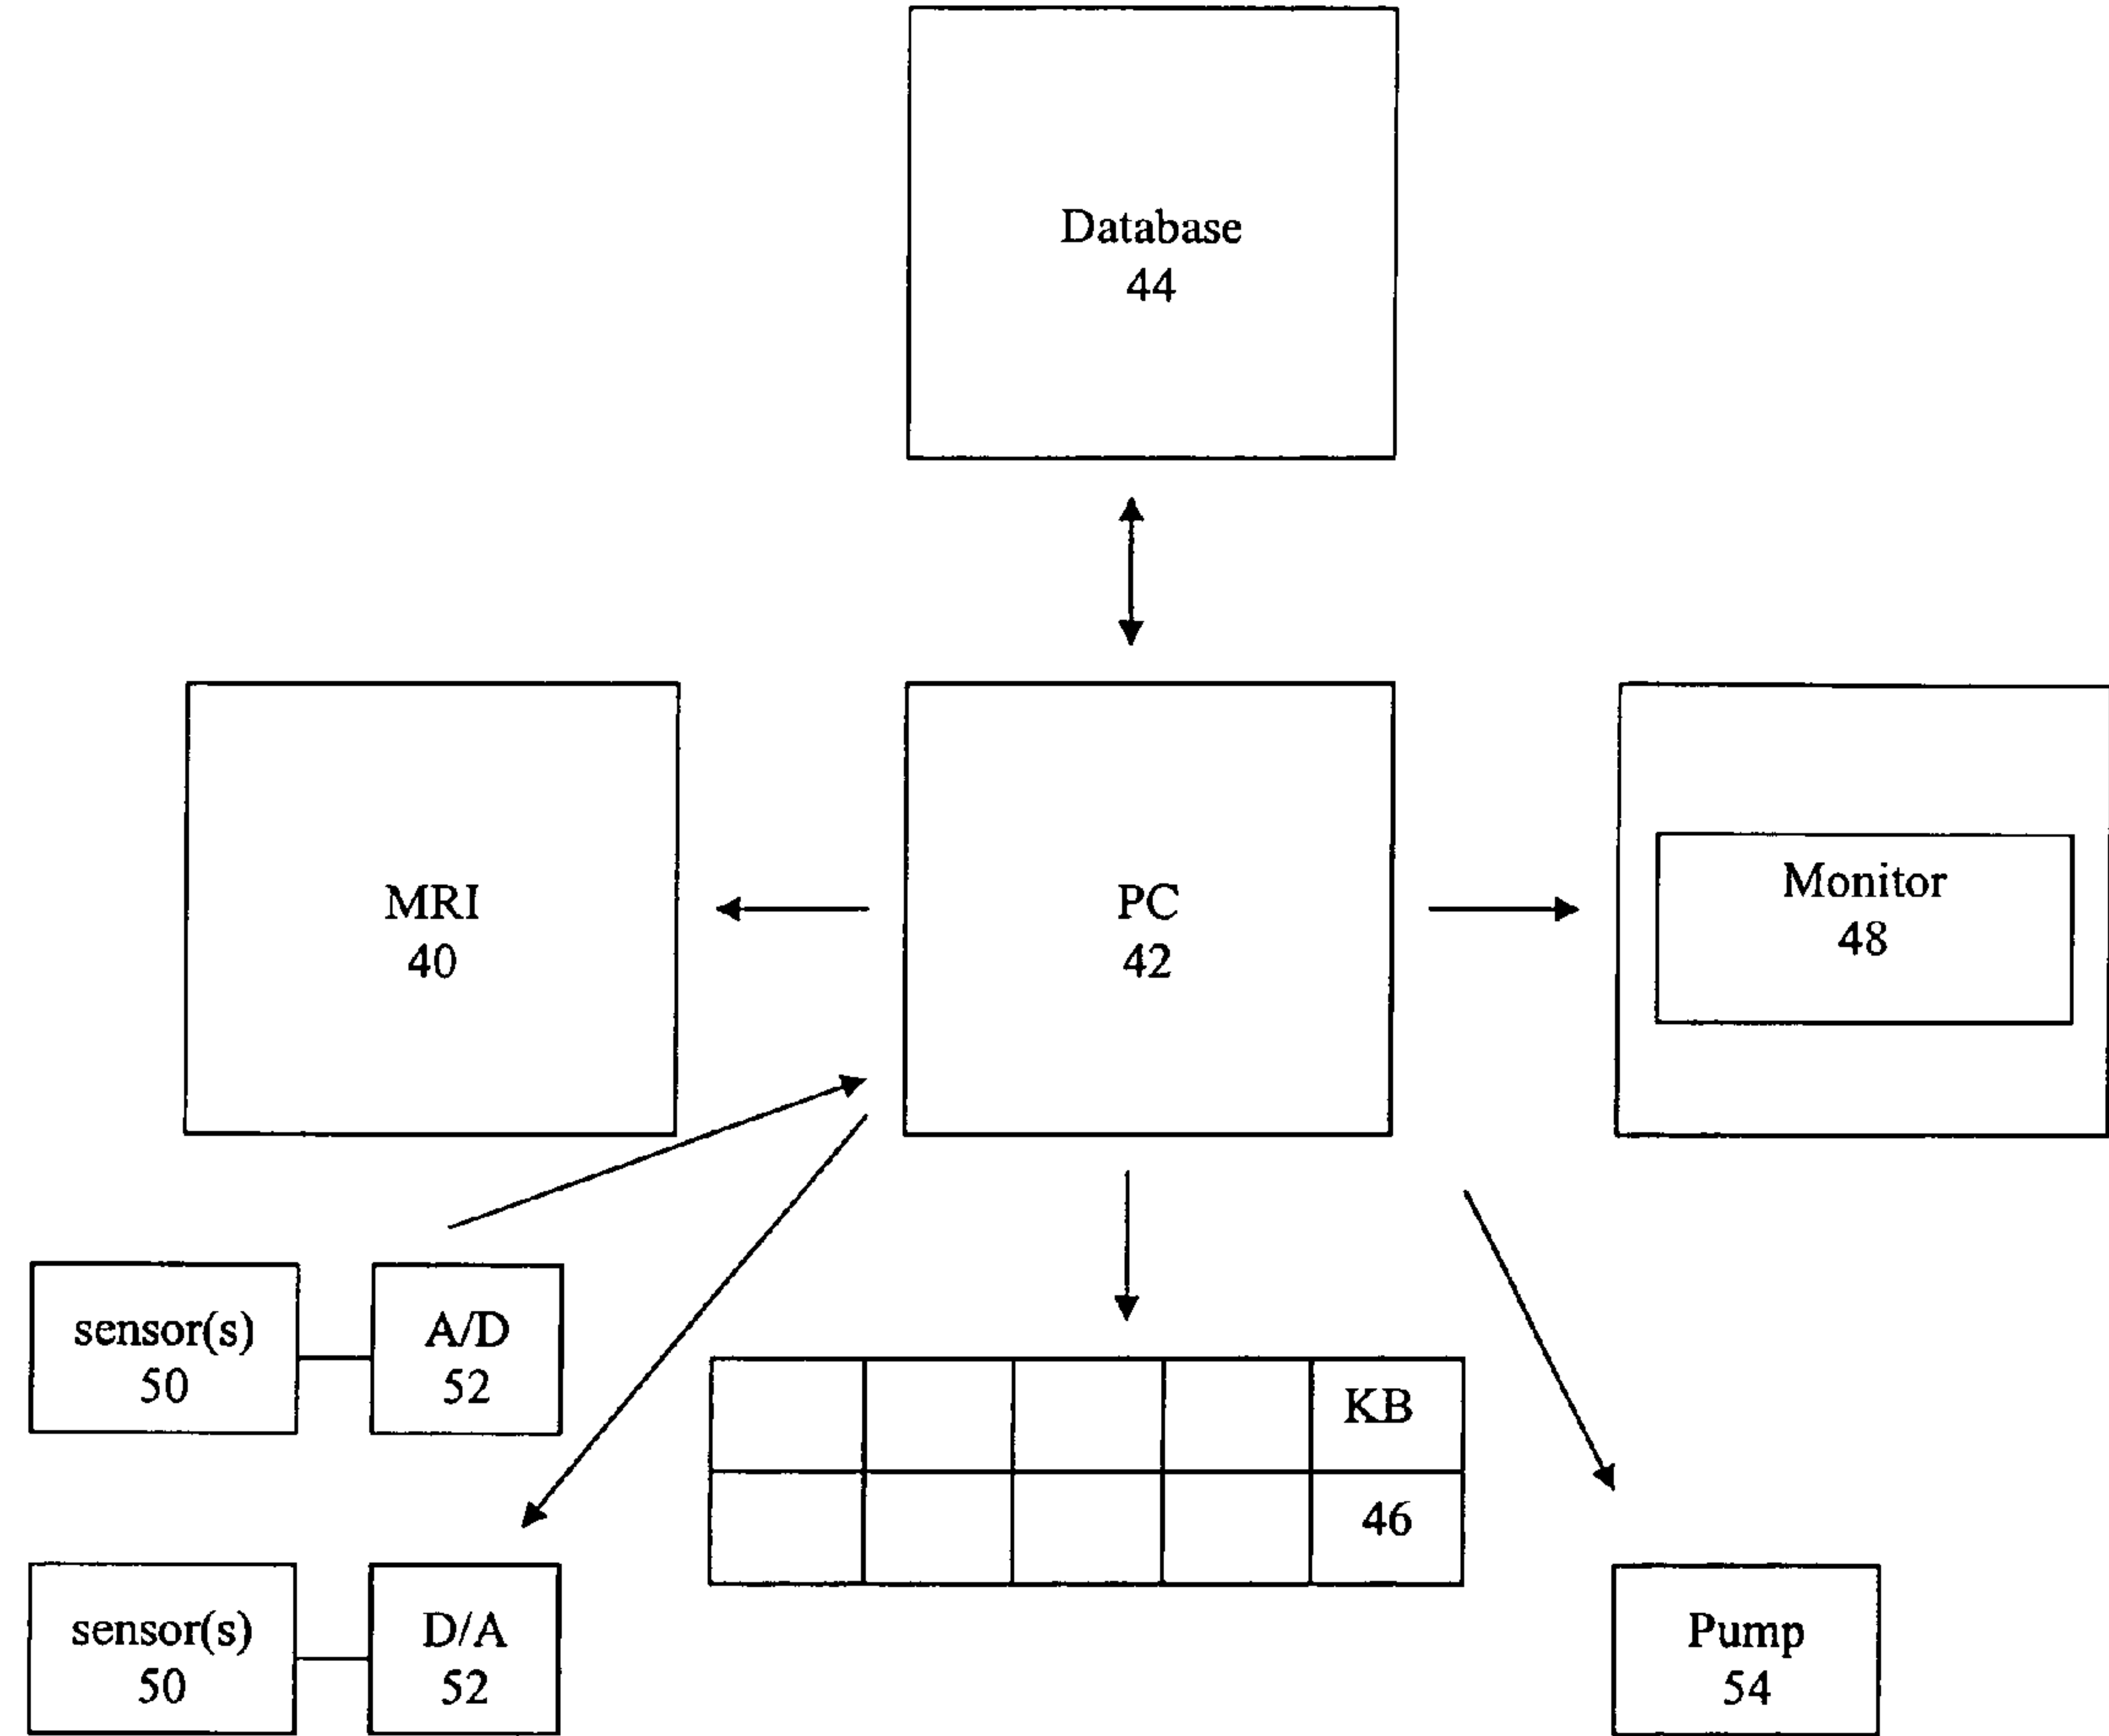 Database
44
MRI
40
PC
42
Monitor
48
sensor(s)
50
A/D
52
KB
46
sensor(s)
50
D/A
52
Pump
54